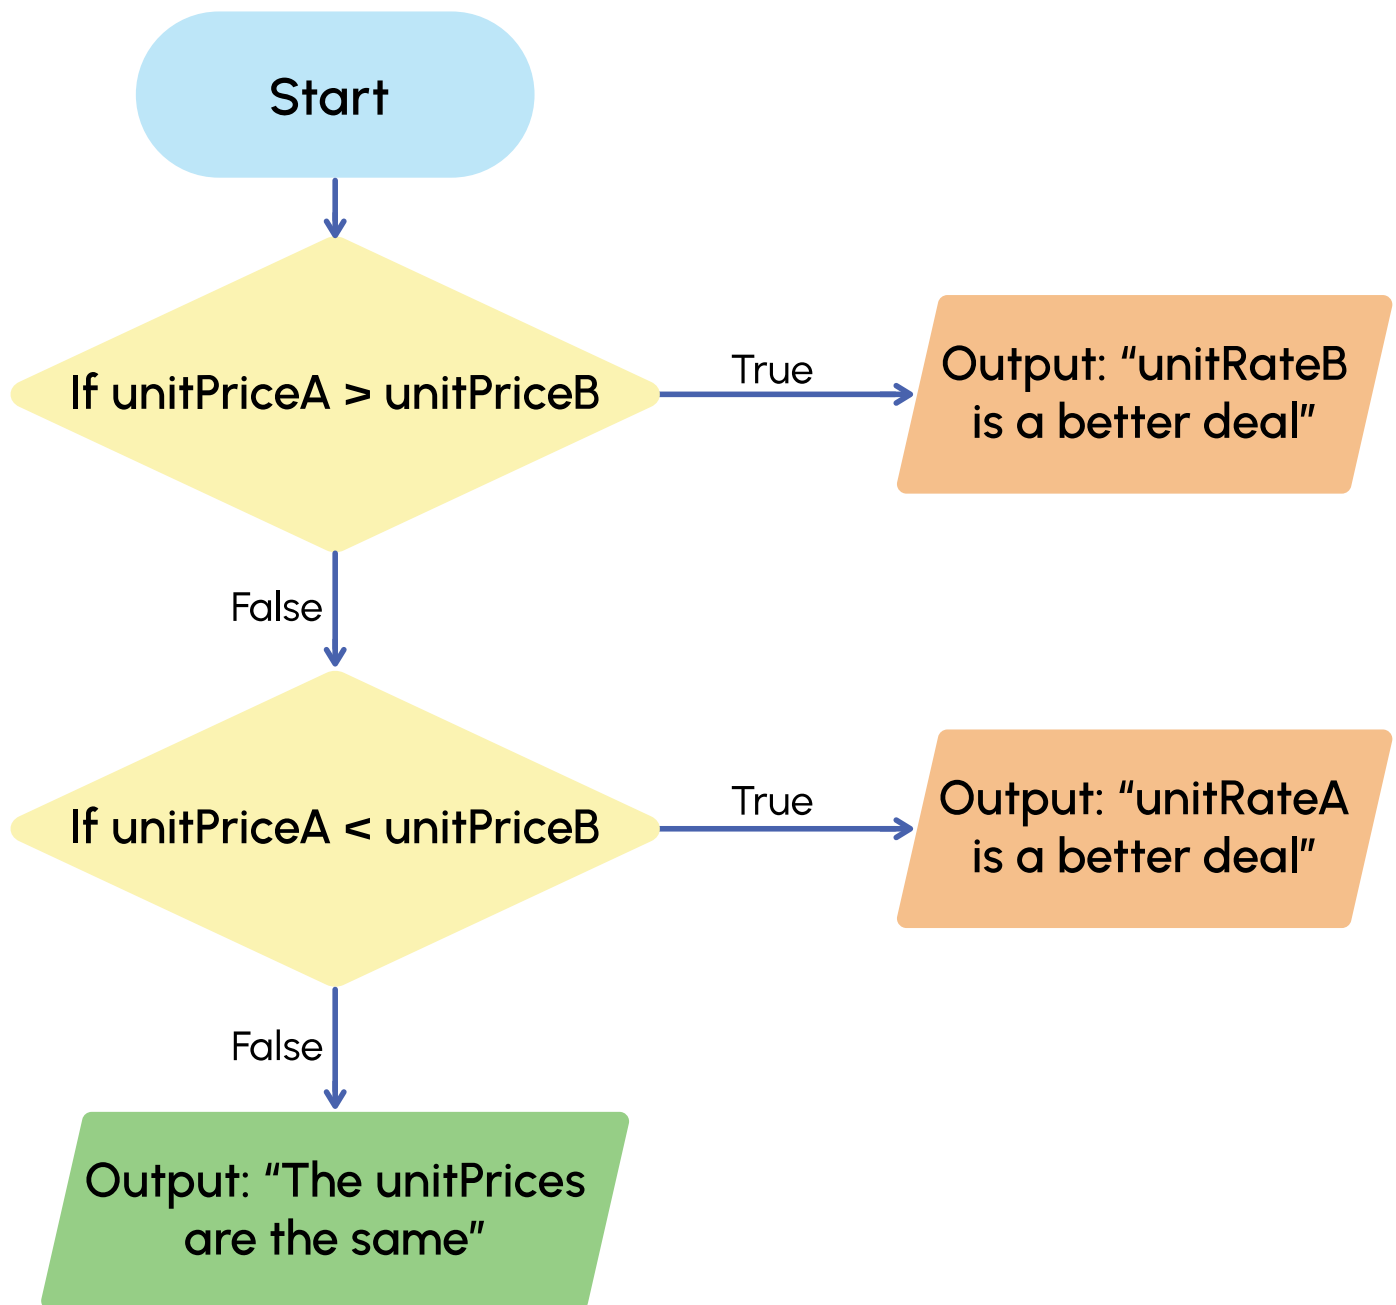 Start
If unitPriceA > unitPriceB
True
Output: “unitRateB
is a better deal”
False
If unitPriceA < unitPriceB
True
Output: “unitRateA
is a better deal”
False
Output: “The unitPrices
are the same”